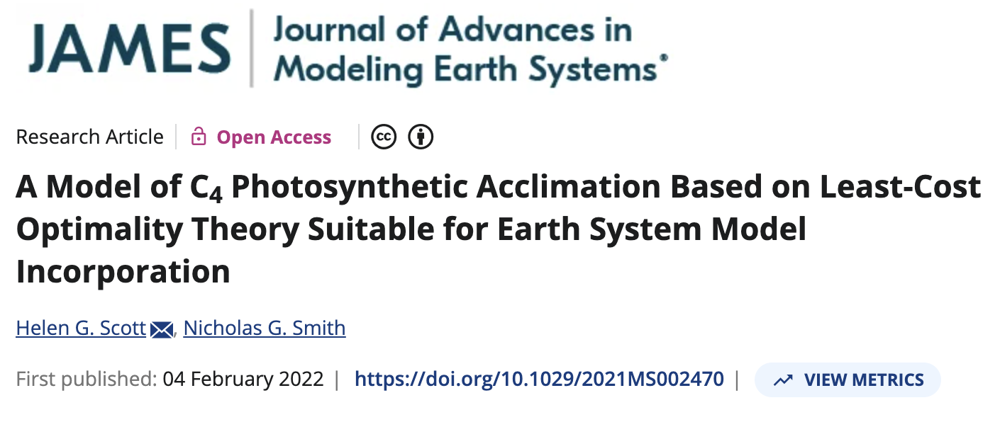 JAMES
Journal of Advances in
Modeling Earth Systems®
Research Article
Open Access
cc
A Model of C₄ Photosynthetic Acclimation Based on Least-Cost
Optimality Theory Suitable for Earth System Model
Incorporation
Helen G. Scott, Nicholas G. Smith
First published: 04 February 2022 | https://doi.org/10.1029/2021MS002470 | VIEW METRICS